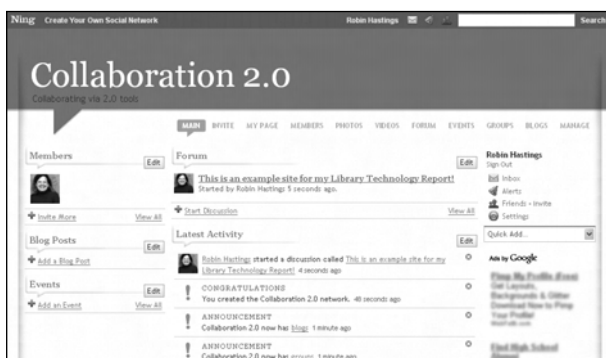 Ning Create Your Own Social Network Robin Hastings Search
Collaboration 2.0
Collaborating via 2.0 tools
MAIN INVITE MY PAGE MEMBERS PHOTOS VIDEOS FORUM EVENTS GROUPS BLOGS MANAGE
Members Edit
Invite More View All
Blog Posts Edit
Add a Blog Post
Events Edit
Add an Event View All
Forum Edit
This is an example site for my Library Technology Report!
Started by Robin Hastings 5 seconds ago.
Start Discussion View All
Latest Activity Edit
Robin Hastings started a discussion called This is an example site for my
Library Technology Report! 4 seconds ago
CONGRATULATIONS
You created the Collaboration 2.0 network. 48 seconds ago
ANNOUNCEMENT
Collaboration 2.0 now has blogs 1 minute ago
ANNOUNCEMENT
Collaboration 2.0 now has groups 1 minute ago
Robin Hastings
Sign Out
Inbox
Alerts
Friends - Invite
Settings
Quick Add...
Ads by Google
Pimp My Profile (Free)
Get Layouts,
Backgrounds & Glitter
Download Now to Pimp
Your Profile!
Find High School